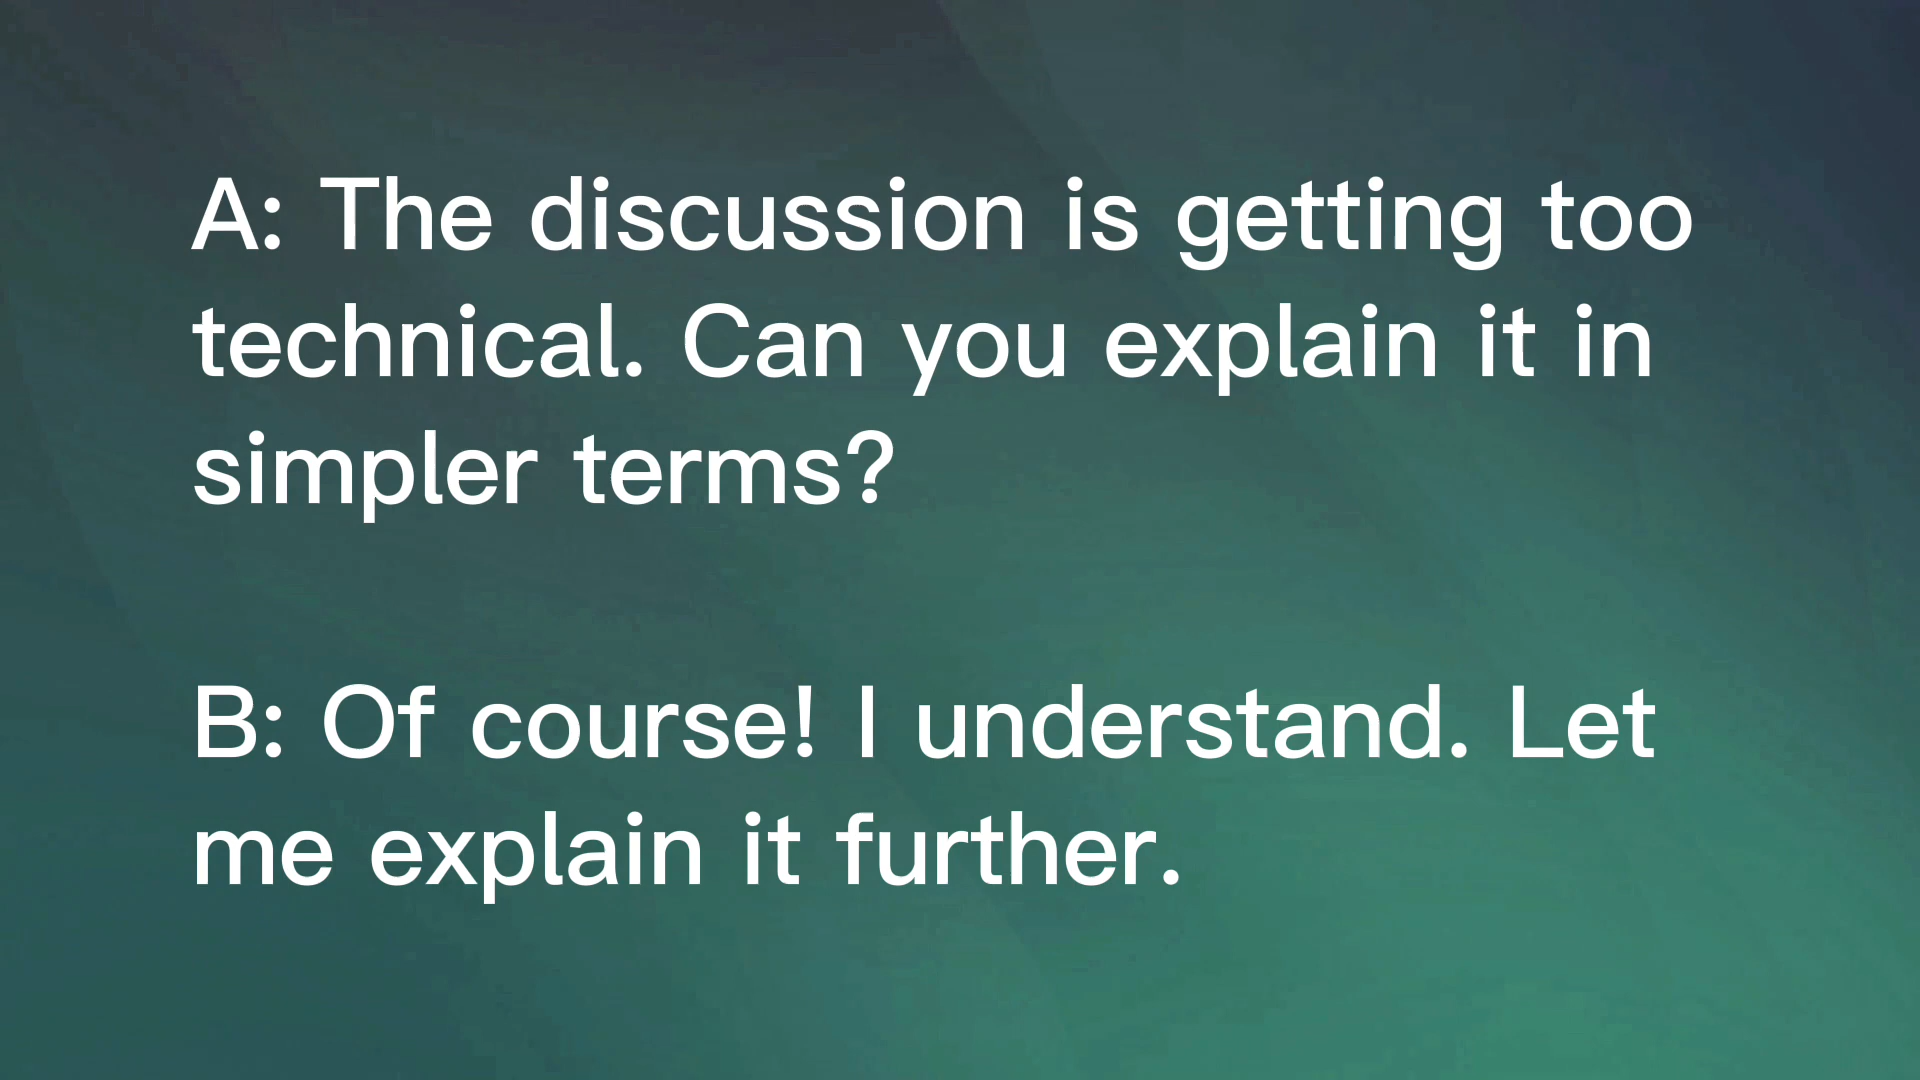 A: The discussion is getting too
technical. Can you explain it in
simpler terms?
B: Of course! I understand. Let
me explain it further.